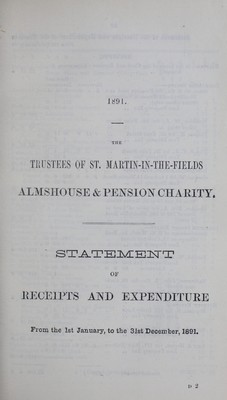 1891.
THE
TRUSTEES OF ST. MARTIN-IN-THE-FIELDS
ALMSHOUSE & PENSION CHARITY.
STATEMENT
OF
RECEIPTS AND EXPENDITURE
From the 1st January, to the 31st December, 1891.
D 2